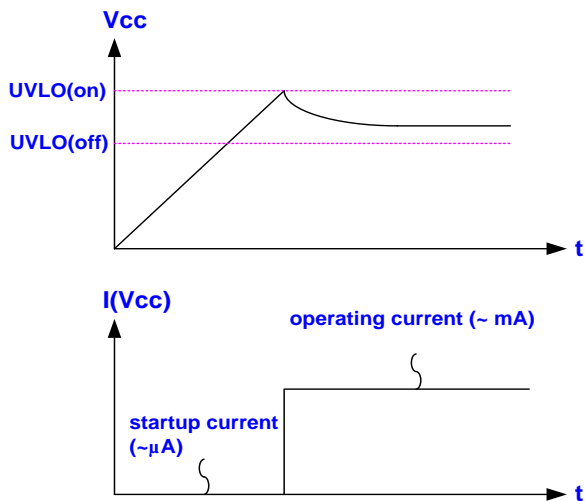 Vcc
UVLO(on)
UVLO(off)
t
I(Vcc)
operating current (~ mA)
startup current
(~μA)
t